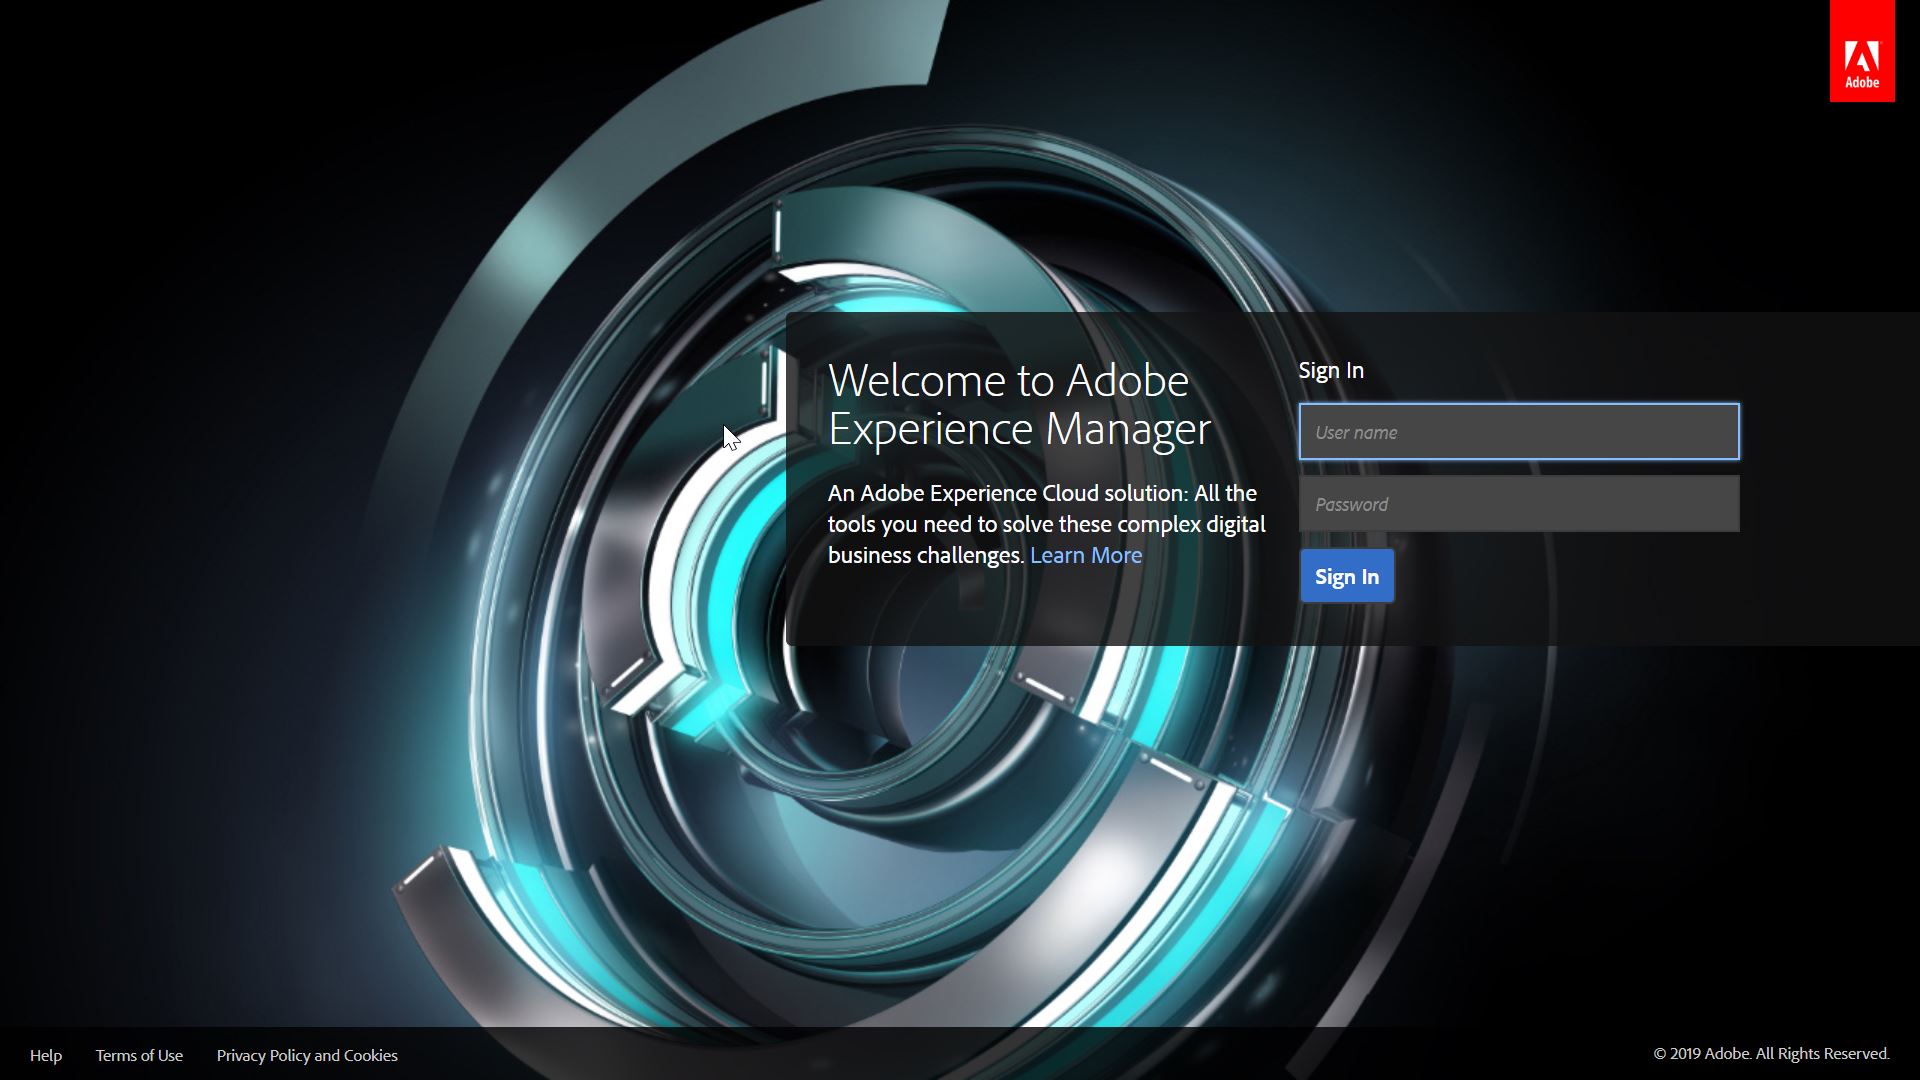 Adobe
Welcome to Adobe
Experience Manager
An Adobe Experience Cloud solution: All the
tools you need to solve these complex digital
business challenges. Learn More
Sign In
User name
Password
Sign In
Help
Terms of Use
Privacy Policy and Cookies
© 2019 Adobe. All Rights Reserved.